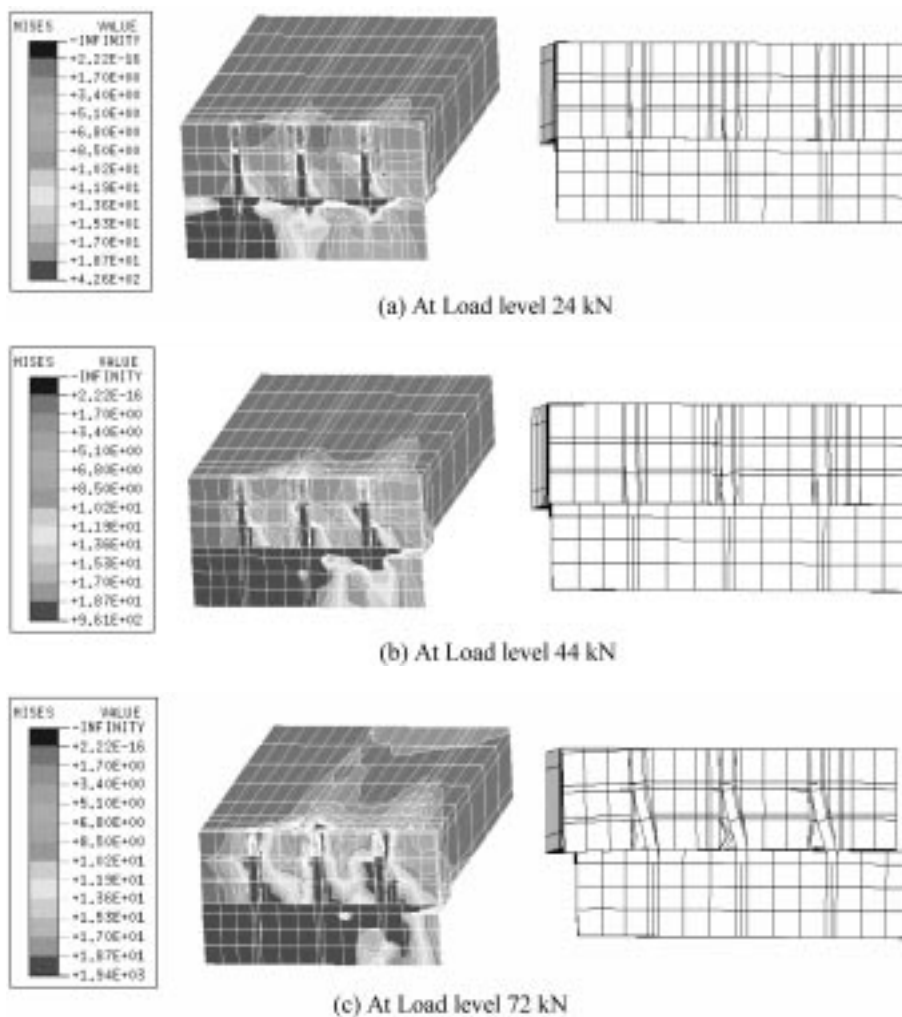 MISES VALUE
-INFINITY
+2.22E-16
+1.70E+00
+3.40E+00
+5.10E+00
+6.80E+00
+8.50E+00
+1.02E+01
+1.19E+01
+1.36E+01
+1.53E+01
+1.70E+01
+1.87E+01
+4.26E+02
(a) At Load level 24 kN
MISES VALUE
-INFINITY
+2.22E-16
+1.70E+00
+3.40E+00
+5.10E+00
+6.80E+00
+8.50E+00
+1.02E+01
+1.19E+01
+1.36E+01
+1.53E+01
+1.70E+01
+1.87E+01
+9.61E+02
(b) At Load level 44 kN
MISES VALUE
-INFINITY
+2.22E-16
+1.70E+00
+3.40E+00
+5.10E+00
+6.80E+00
+8.50E+00
+1.02E+01
+1.19E+01
+1.36E+01
+1.53E+01
+1.70E+01
+1.87E+01
+1.94E+03
(c) At Load level 72 kN